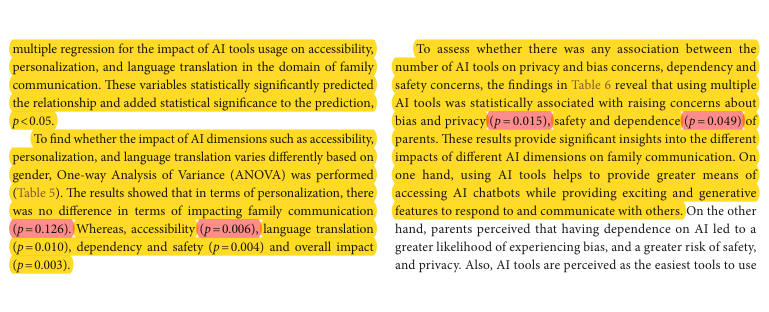 multiple regression for the impact of AI tools usage on accessibility,
personalization, and language translation in the domain of family
communication. These variables statistically significantly predicted
the relationship and added statistical significance to the prediction,
p < 0.05.
To find whether the impact of AI dimensions such as accessibility,
personalization, and language translation varies differently based on
gender, One-way Analysis of Variance (ANOVA) was performed
(Table 5). The results showed that in terms of personalization, there
was no difference in terms of impacting family communication
(p = 0.126). Whereas, accessibility (p = 0.006), language translation
(p = 0.010), dependency and safety (p = 0.004) and overall impact
(p = 0.003).
To assess whether there was any association between the
number of AI tools on privacy and bias concerns, dependency and
safety concerns, the findings in Table 6 reveal that using multiple
AI tools was statistically associated with raising concerns about
bias and privacy (p = 0.015), safety and dependence (p = 0.049) of
parents. These results provide significant insights into the different
impacts of different AI dimensions on family communication. On
one hand, using AI tools helps to provide greater means of
accessing AI chatbots while providing exciting and generative
features to respond to and communicate with others. On the other
hand, parents perceived that having dependence on AI led to a
greater likelihood of experiencing bias, and a greater risk of safety,
and privacy. Also, AI tools are perceived as the easiest tools to use